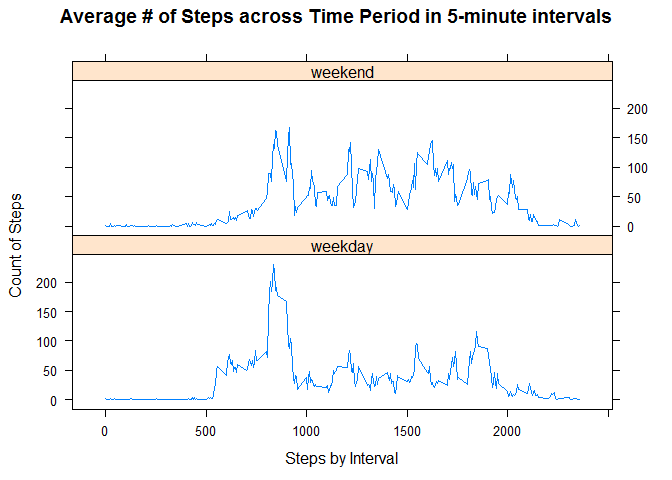 Average # of Steps across Time Period in 5-minute intervals
weekend
200
150
100
50
0
Count of Steps
weekday
200
150
100
50
0
0 500 1000 1500 2000
Steps by Interval